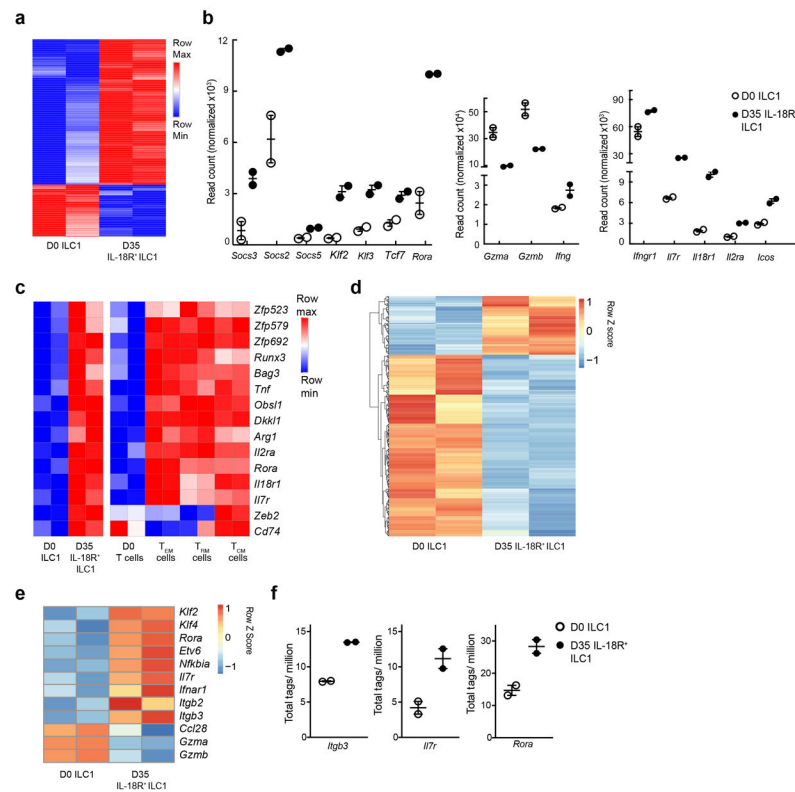 a
Row
Max
Row
Min
D0 ILC1
D35
IL-18R⁺ ILC1
b
Read count (normalized x10³)
12
9
6
3
0
Socs3
Socs2
Socs5
Klf2
Klf3
Tcf7
Rora
Read count (normalized x10⁴)
90
60
30
4
3
2
1
0
Gzma
Gzmb
Ifng
Read count (normalized x10³)
90
60
30
15
10
5
0
Ifngr1
Il7r
Il18r1
Il2ra
Icos
D0 ILC1
D35 IL-18R
ILC1
c
Zfp523
Zfp579
Zfp692
Runx3
Bag3
Tnf
Obsl1
Dkkl1
Arg1
Il2ra
Rora
Il18r1
Il7r
Zeb2
Cd74
Row
max
Row
min
D0
ILC1
D35
IL-18R⁺
ILC1
D0
T cells
T_EM
cells
T_RM
cells
T_CM
cells
d
1
0
−1
Row Z score
D0 ILC1
D35 IL-18R⁺ ILC1
e
Klf2
Klf4
Rora
Etv6
Nfkbia
Il7r
Ifnar1
Itgb2
Itgb3
Ccl28
Gzma
Gzmb
1
0
−1
Row Z Score
D0 ILC1
D35
IL-18R⁺ ILC1
f
Total tags/ million
15
10
5
0
Itgb3
Total tags/ million
15
10
5
0
Il7r
Total tags/ million
30
20
10
0
Rora
D0 ILC1
D35 IL-18R⁺
ILC1